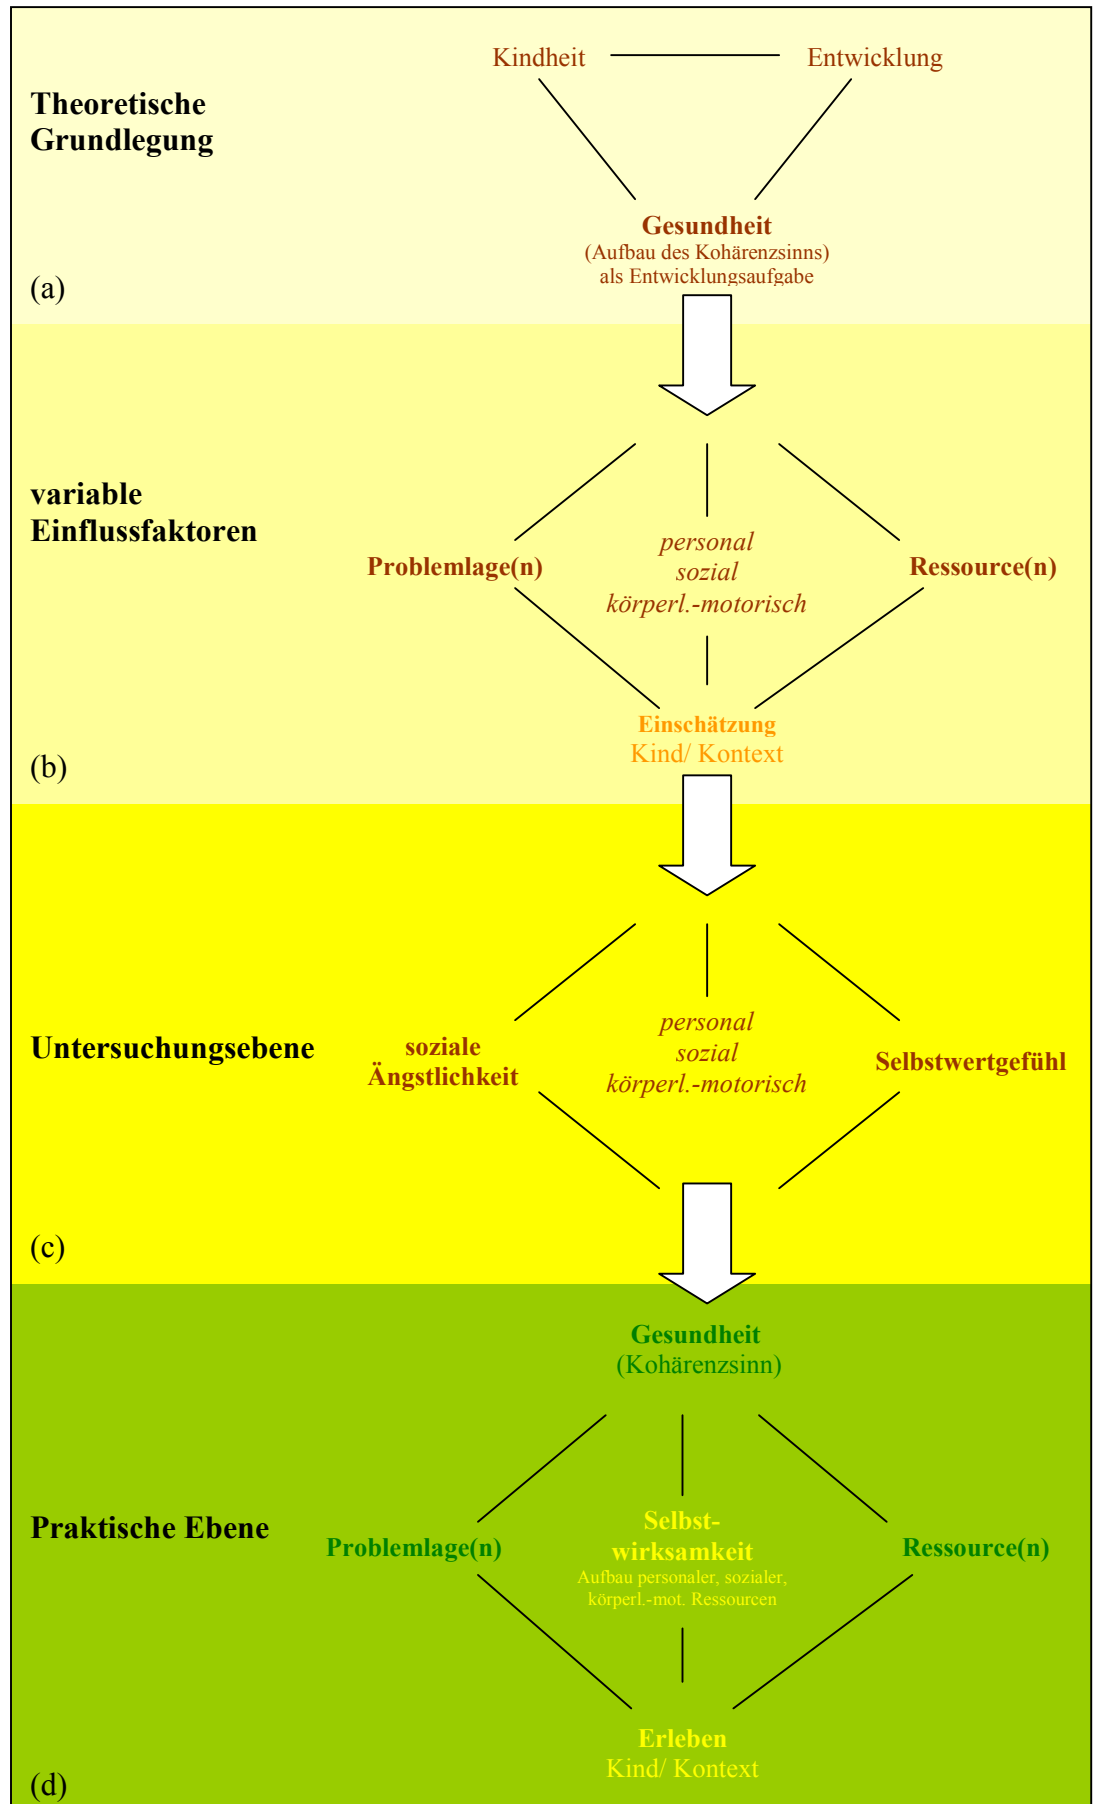 Kindheit
Entwicklung
Theoretische
Grundlegung
Gesundheit
(Aufbau des Kohärenzsinns)
als Entwicklungsaufgabe
(a)
variable
Einflussfaktoren
Problemlage(n)
personal
sozial
körperl.-motorisch
Ressource(n)
Einschätzung
Kind/ Kontext
(b)
Untersuchungsebene
soziale
Ängstlichkeit
personal
sozial
körperl.-motorisch
Selbstwertgefühl
(c)
Gesundheit
(Kohärenzsinn)
Praktische Ebene
Problemlage(n)
Selbst-
wirksamkeit
Aufbau personaler, sozialer,
körperl.-mot. Ressourcen
Ressource(n)
Erleben
Kind/ Kontext
(d)